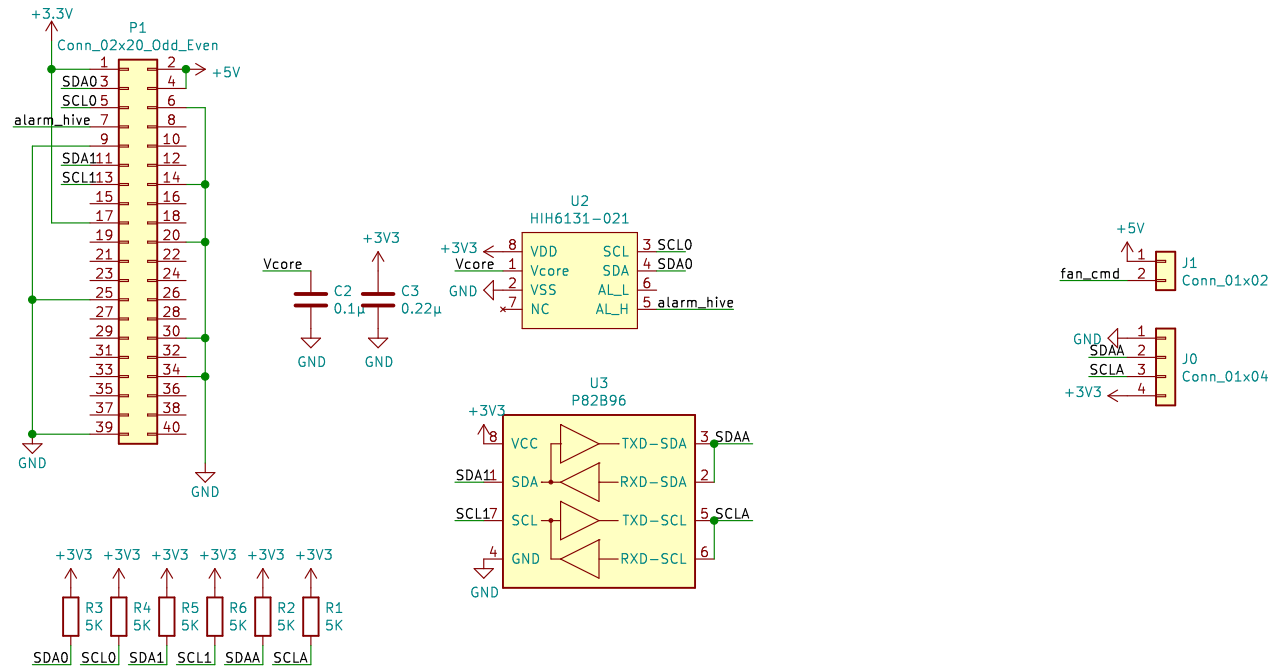 +3.3V
P1
Conn_02x20_Odd_Even
1 2
+5V
SDA0 3 4
SCL0 5 6
alarm_hive 7 8
9 10
SDA1 11 12
SCL1 13 14
15 16
17 18
19 20
21 22
23 24
25 26
27 28
29 30
31 32
33 34
35 36
37 38
39 40
GND
GND
Vcore
C2
0.1µ
GND
+3V3
C3
0.22µ
GND
U2
HIH6131-021
+3V3 8 VDD SCL 3 SCL0
Vcore 1 Vcore SDA 4 SDA0
GND 2 VSS AL_L 6
7 NC AL_H 5 alarm_hive
U3
P82B96
+3V3
8 VCC TXD-SDA 3 SDAA
SDA1 1 SDA RXD-SDA 2
SCL1 7 SCL TXD-SCL 5 SCLA
4 GND RXD-SCL 6
GND
+5V
1
fan_cmd 2
J1
Conn_01x02
GND 1
SDAA 2
SCLA 3
+3V3 4
J0
Conn_01x04
+3V3 +3V3 +3V3 +3V3 +3V3 +3V3
R3 R4 R5 R6 R2 R1
5K 5K 5K 5K 5K 5K
SDA0 SCL0 SDA1 SCL1 SDAA SCLA